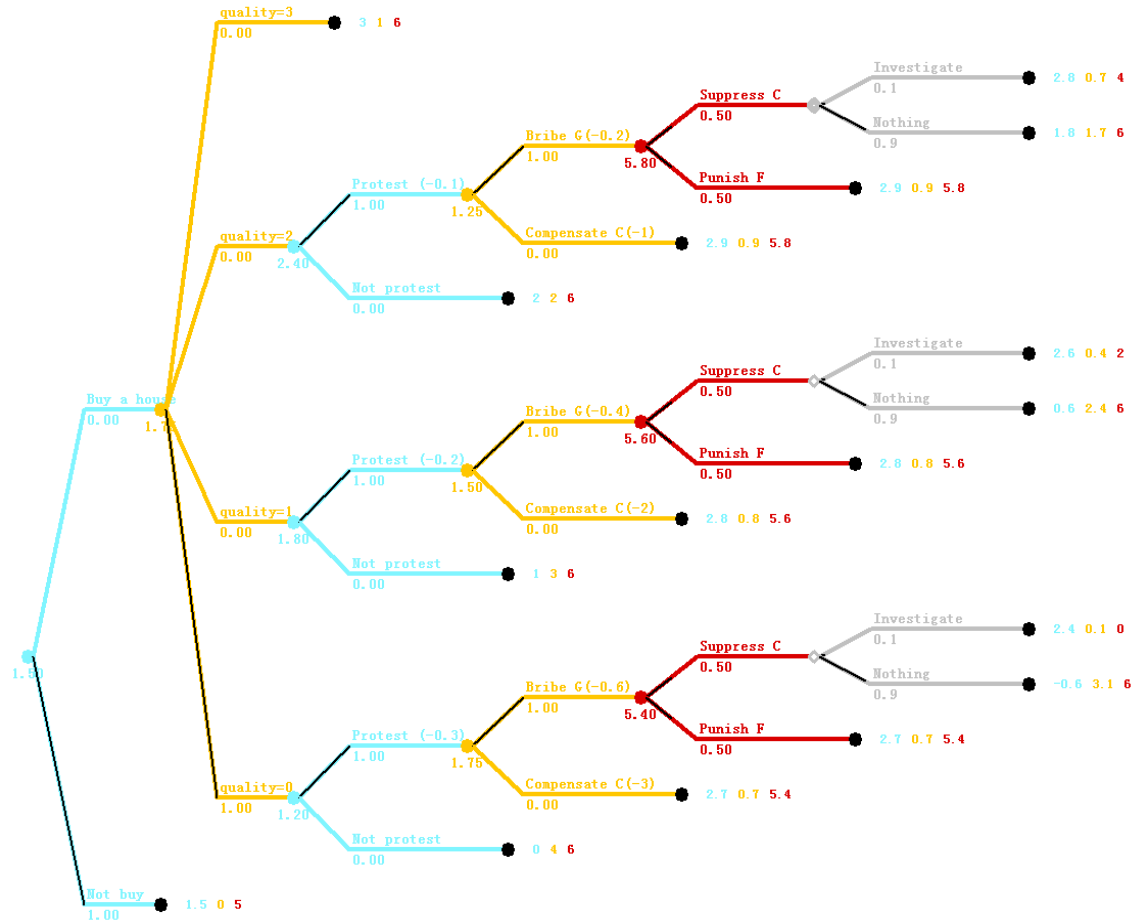 quality=3
0.00
3 1 6
Investigate
0.1
2.8 0.7 4
Suppress C
0.50
Nothing
0.9
1.8 1.7 6
Bribe G(-0.2)
1.00
5.80
Punish F
0.50
2.9 0.9 5.8
Protest (-0.1)
1.00
1.25
Compensate C(-1)
0.00
2.9 0.9 5.8
quality=2
0.00
2.40
Not protest
0.00
2 2 6
Investigate
0.1
2.6 0.4 2
Suppress C
0.50
Nothing
0.9
0.6 2.4 6
Buy a house
0.00
Bribe G(-0.4)
1.00
5.60
Punish F
0.50
2.8 0.8 5.6
Protest (-0.2)
1.00
1.50
Compensate C(-2)
0.00
2.8 0.8 5.6
quality=1
0.00
1.80
Not protest
0.00
1 3 6
Investigate
0.1
2.4 0.1 0
Suppress C
0.50
Nothing
0.9
-0.6 3.1 6
Bribe G(-0.6)
1.00
5.40
Punish F
0.50
2.7 0.7 5.4
Protest (-0.3)
1.00
1.75
Compensate C(-3)
0.00
2.7 0.7 5.4
quality=0
1.00
1.20
Not protest
0.00
0 4 6
Not buy
1.00
1.5 0 5